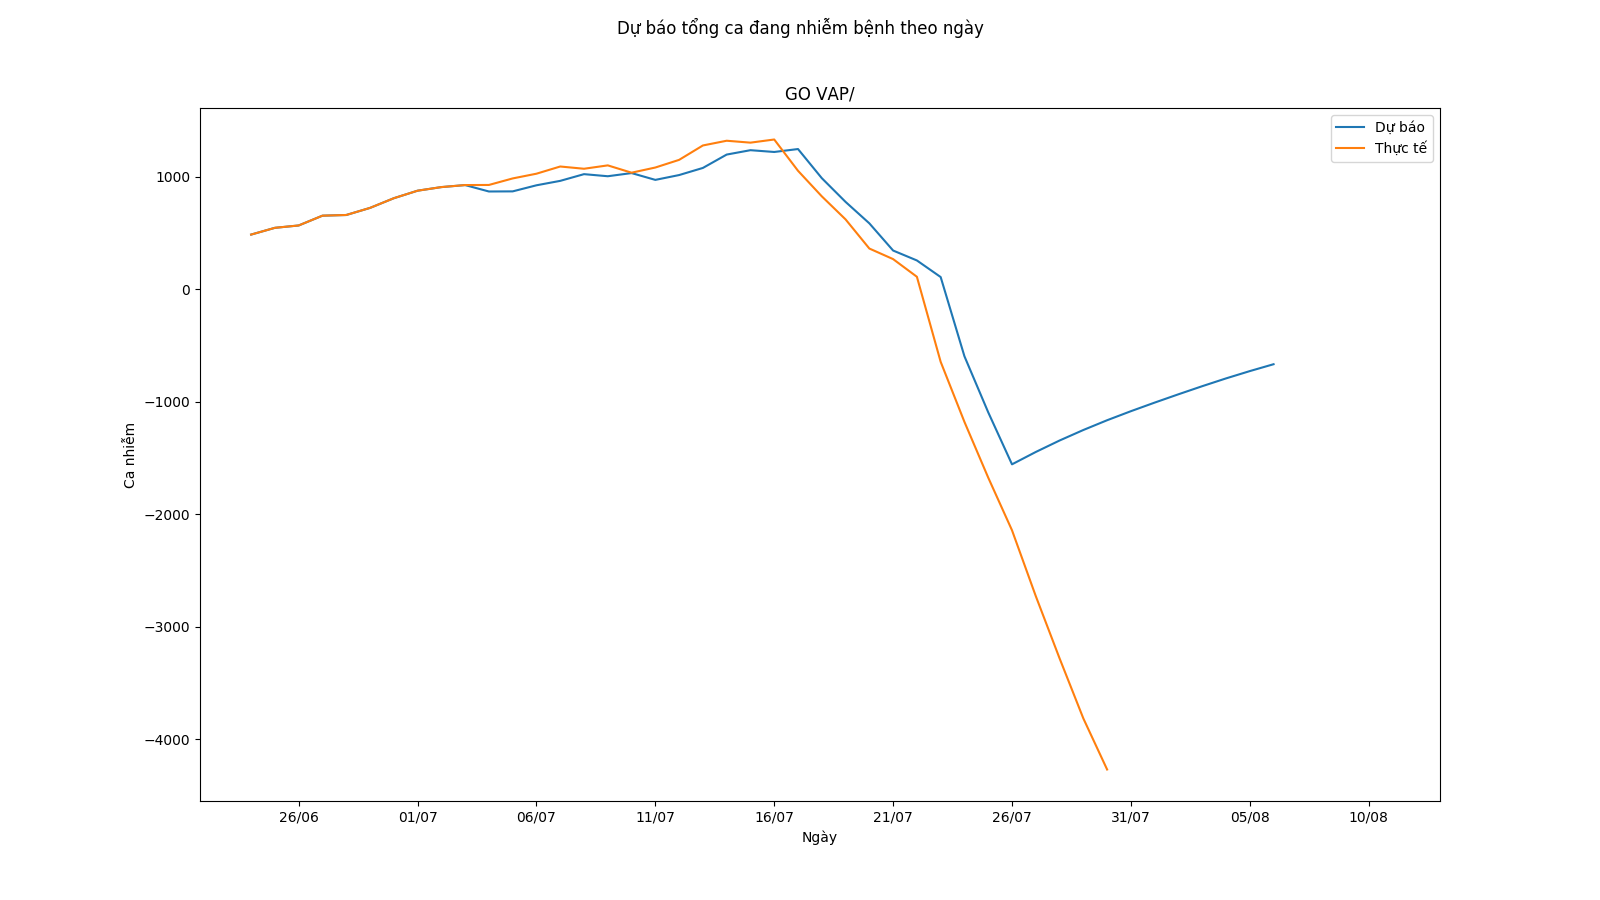 Dự báo tổng ca đang nhiễm bệnh theo ngày
GO VAP/
Dự báo
Thực tế
1000
0
−1000
−2000
−3000
−4000
Ca nhiễm
26/06
01/07
06/07
11/07
16/07
21/07
26/07
31/07
05/08
10/08
Ngày